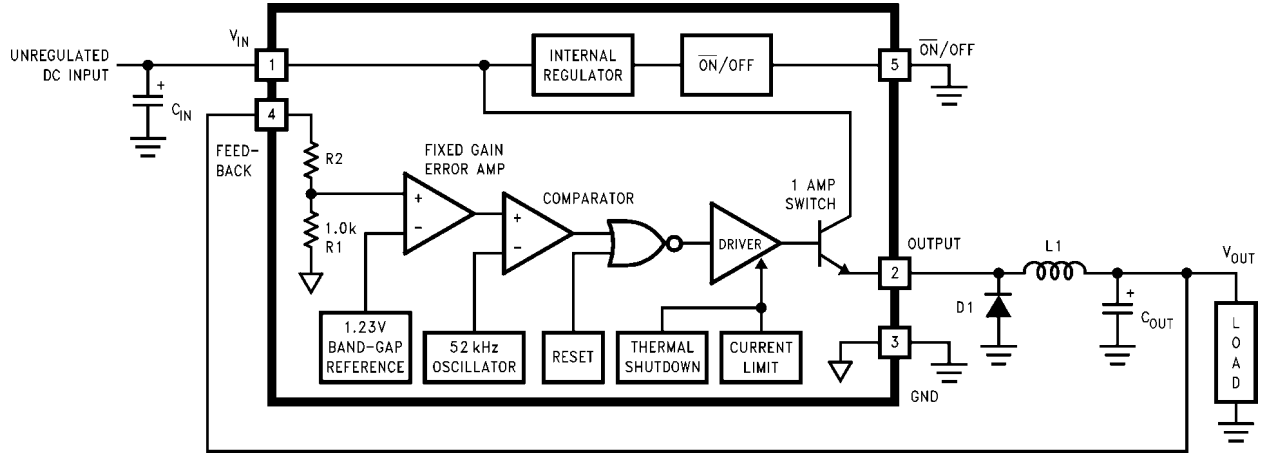 UNREGULATED
DC INPUT
+
C_IN
V_IN
1
4
FEED-
BACK
R2
1.0k
R1
FIXED GAIN
ERROR AMP
+
−
COMPARATOR
+
−
INTERNAL
REGULATOR
O̅N̅/OFF
5
O̅N̅/OFF
1 AMP
SWITCH
DRIVER
OUTPUT
2
L1
V_OUT
D1
+
C_OUT
L
O
A
D
1.23V
BAND-GAP
REFERENCE
52 kHz
OSCILLATOR
RESET
THERMAL
SHUTDOWN
CURRENT
LIMIT
3
GND